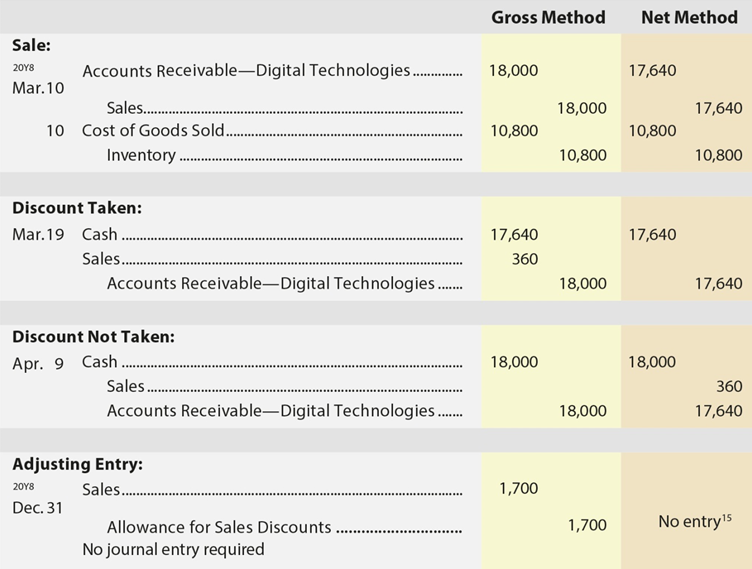 Gross Method Net Method
Sale:
20Y8
Mar. 10 Accounts Receivable—Digital Technologies.............. 18,000 17,640
Sales........................................................................................ 18,000 17,640
10 Cost of Goods Sold.................................................................. 10,800 10,800
Inventory .............................................................................. 10,800 10,800
Discount Taken:
Mar. 19 Cash .............................................................................................. 17,640 17,640
Sales.............................................................................................. 360
Accounts Receivable—Digital Technologies ....... 18,000 17,640
Discount Not Taken:
Apr. 9 Cash .............................................................................................. 18,000 18,000
Sales ........................................................................................ 360
Accounts Receivable—Digital Technologies ....... 18,000 17,640
Adjusting Entry:
20Y8
Dec. 31 Sales.............................................................................................. 1,700
Allowance for Sales Discounts .................................. 1,700 No entry15
No journal entry required